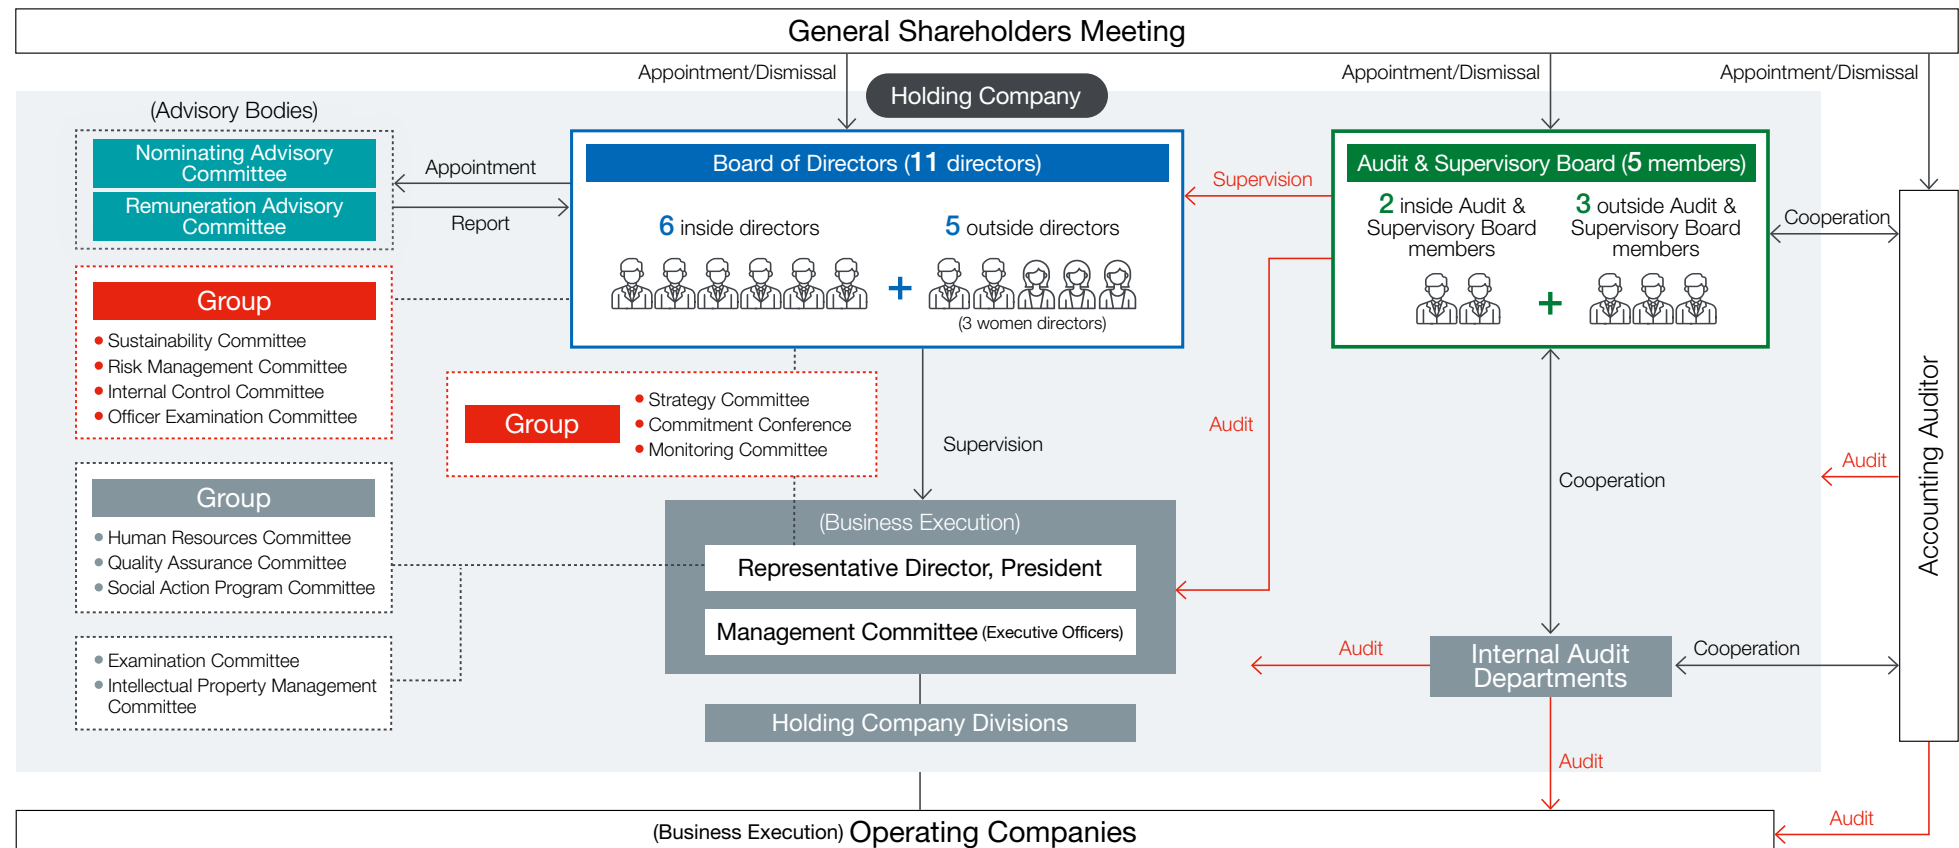 General Shareholders Meeting
Appointment/Dismissal
Appointment/Dismissal
Appointment/Dismissal
Holding Company
(Advisory Bodies)
Nominating Advisory
Committee
Remuneration Advisory
Committee
Appointment
Report
Board of Directors (11 directors)
6 inside directors
5 outside directors
+
(3 women directors)
Supervision
Audit & Supervisory Board (5 members)
2 inside Audit &
Supervisory Board
members
3 outside Audit &
Supervisory Board
members
+
Cooperation
Accounting Auditor
Group
• Sustainability Committee
• Risk Management Committee
• Internal Control Committee
• Officer Examination Committee
Group
• Strategy Committee
• Commitment Conference
• Monitoring Committee
Supervision
Audit
Cooperation
Audit
Group
• Human Resources Committee
• Quality Assurance Committee
• Social Action Program Committee
• Examination Committee
• Intellectual Property Management
Committee
(Business Execution)
Representative Director, President
Management Committee (Executive Officers)
Holding Company Divisions
Audit
Internal Audit
Departments
Cooperation
Audit
Audit
(Business Execution) Operating Companies